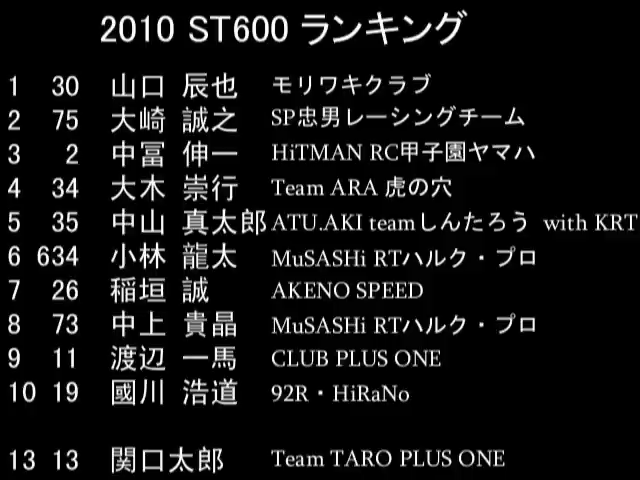 2010 ST600 ランキング
1 30 山口 辰也 モリワキクラブ
2 75 大崎 誠之 SP忠男レーシングチーム
3 2 中冨 伸一 HiTMAN RC甲子園ヤマハ
4 34 大木 崇行 Team ARA 虎の穴
5 35 中山 真太郎 ATU.AKI teamしんたろう with KRT
6 634 小林 龍太 MuSASHi RTハルク・プロ
7 26 稲垣 誠 AKENO SPEED
8 73 中上 貴晶 MuSASHi RTハルク・プロ
9 11 渡辺 一馬 CLUB PLUS ONE
10 19 國川 浩道 92R・HiRaNo
13 13 関口太郎 Team TARO PLUS ONE